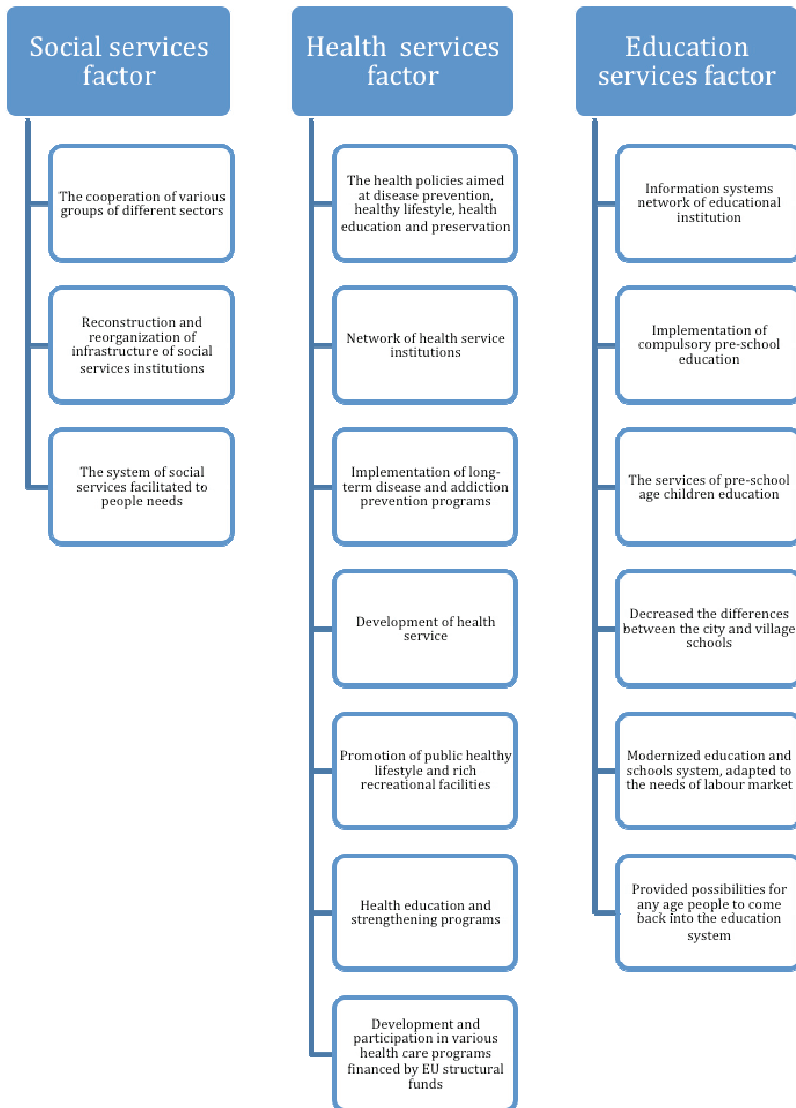 Social services
factor
The cooperation of various
groups of different sectors
Reconstruction and
reorganization of
infrastructure of social
services institutions
The system of social
services facilitated to
people needs
Health services
factor
The health policies aimed
at disease prevention,
healthy lifestyle, health
education and preservation
Network of health service
institutions
Implementation of long-
term disease and addiction
prevention programs
Development of health
service
Promotion of public healthy
lifestyle and rich
recreational facilities
Health education and
strengthening programs
Development and
participation in various
health care programs
financed by EU structural
funds
Education
services factor
Information systems
network of educational
institution
Implementation of
compulsory pre-school
education
The services of pre-school
age children education
Decreased the differences
between the city and village
schools
Modernized education and
schools system, adapted to
the needs of labour market
Provided possibilities for
any age people to come
back into the education
system